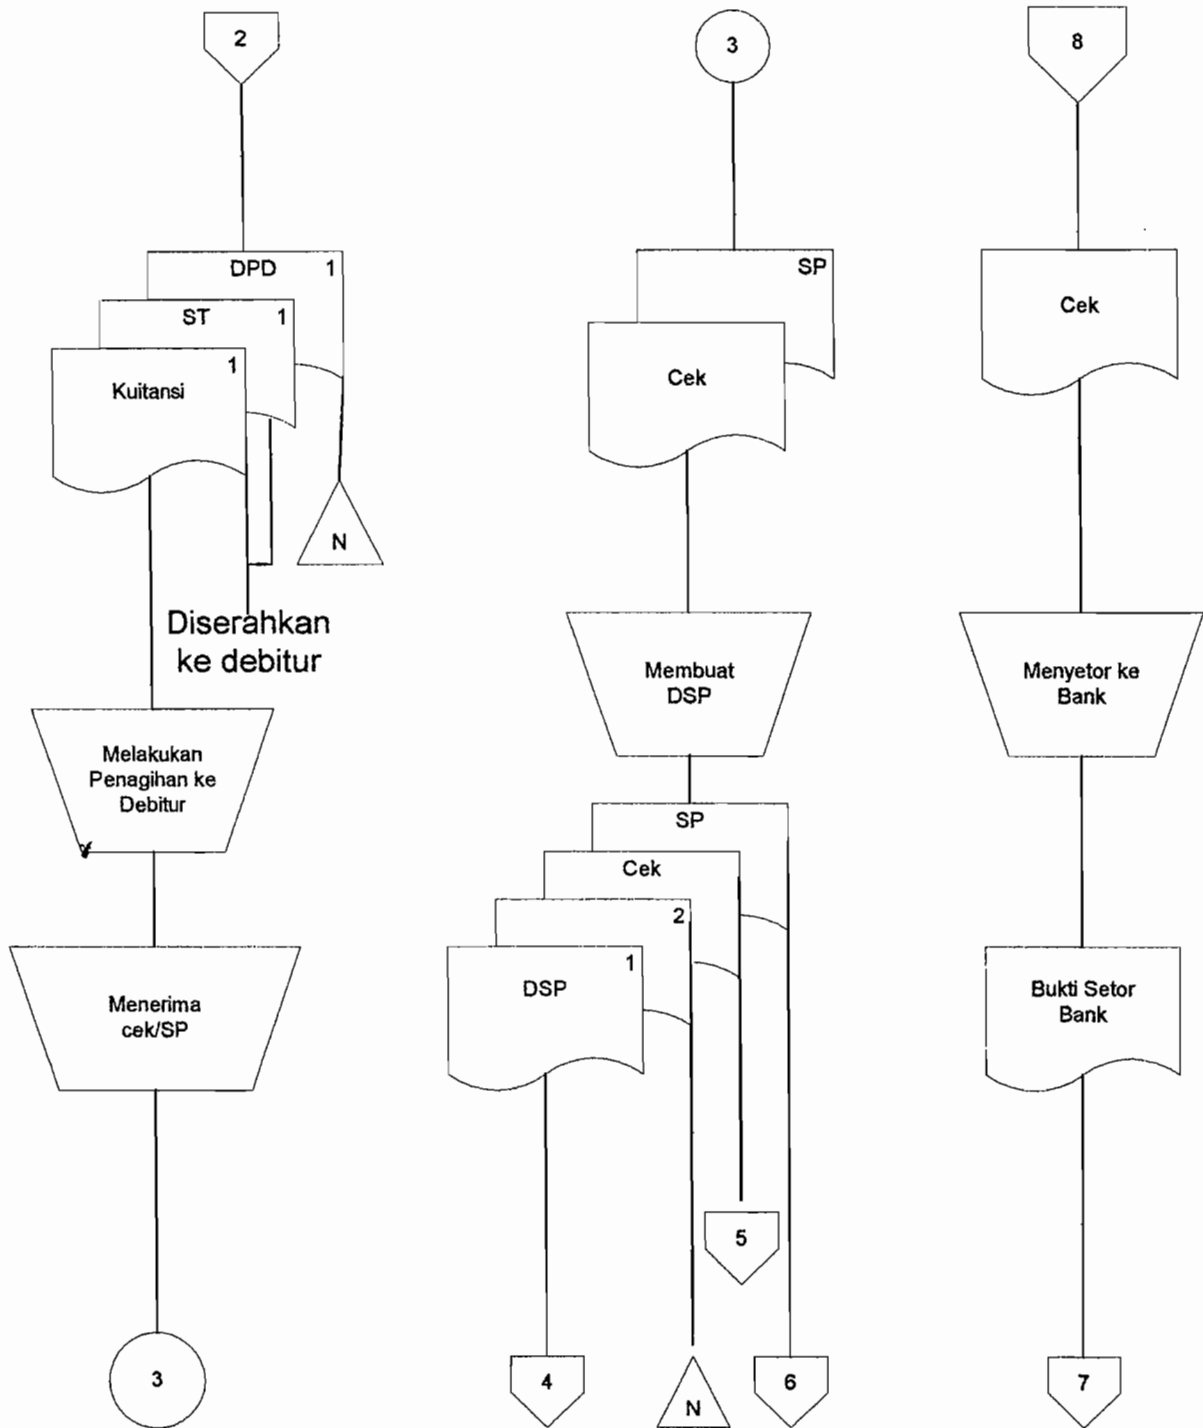 2
DPD 1
ST 1
1
Kuitansi
N
Diserahkan
ke debitur
Melakukan
Penagihan ke
Debitur
Menerima
cek/SP
3
3
SP
Cek
Membuat
DSP
SP
Cek
2
1
DSP
5
4
N
6
8
Cek
Menyetor ke
Bank
Bukti Setor
Bank
7